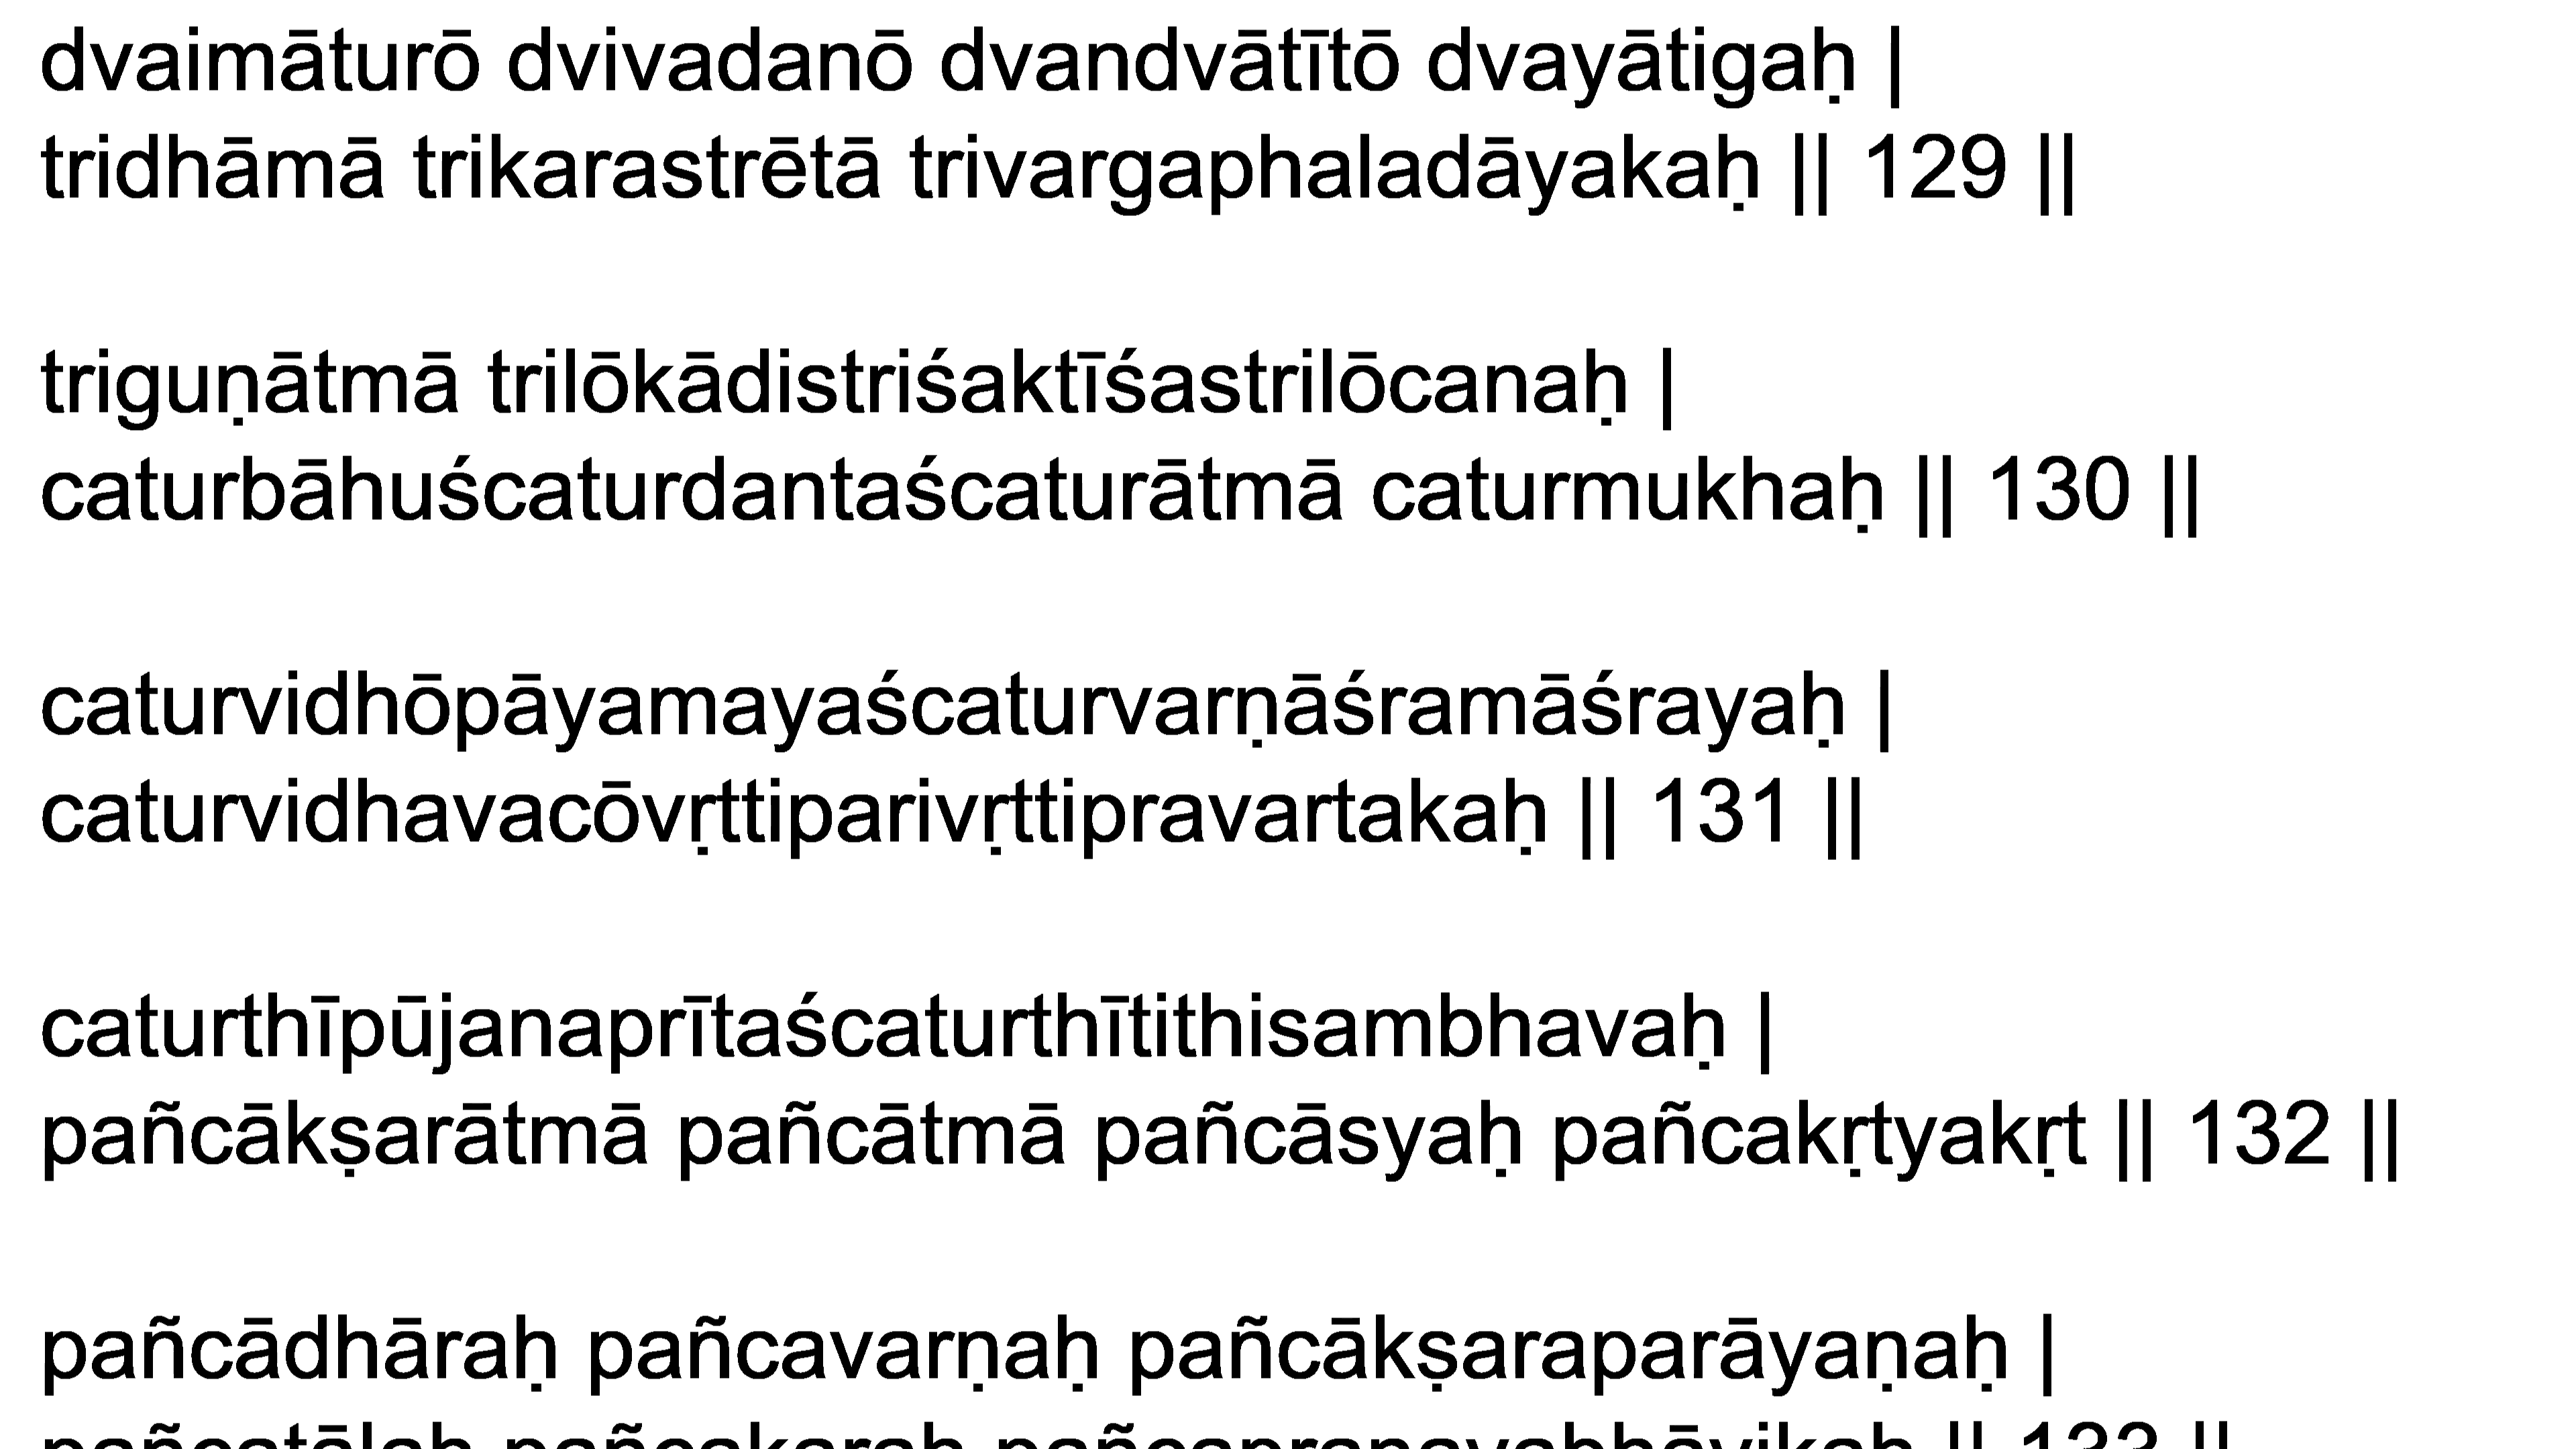 dvaimāturō dvivadanō dvandvātītō dvayātigaḥ |
tridhāmā trikarastrētā trivargaphaladāyakaḥ || 129 ||
triguṇātmā trilōkādistriśaktīśastrilōcanaḥ |
caturbāhuścaturdantaścaturātmā caturmukhaḥ || 130 ||
caturvidhōpāyamayaścaturvarṇāśramāśrayaḥ |
caturvidhavacōvṛttiparivṛttipravartakaḥ || 131 ||
caturthīpūjanaprītaścaturthītithisambhavaḥ |
pañcākṣarātmā pañcātmā pañcāsyaḥ pañcakṛtyakṛt || 132 ||
pañcādhāraḥ pañcavarṇaḥ pañcākṣaraparāyaṇaḥ |
|| 133 ||